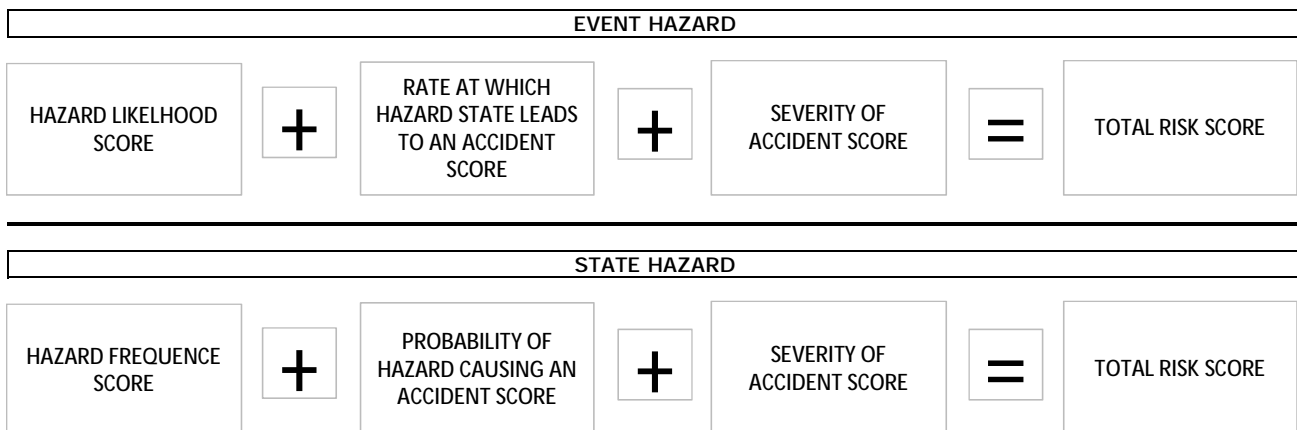 EVENT HAZARD
HAZARD LIKELHOOD
SCORE
+
RATE AT WHICH
HAZARD STATE LEADS
TO AN ACCIDENT
SCORE
+
SEVERITY OF
ACCIDENT SCORE
=
TOTAL RISK SCORE
STATE HAZARD
HAZARD FREQUENCE
SCORE
+
PROBABILITY OF
HAZARD CAUSING AN
ACCIDENT SCORE
+
SEVERITY OF
ACCIDENT SCORE
=
TOTAL RISK SCORE